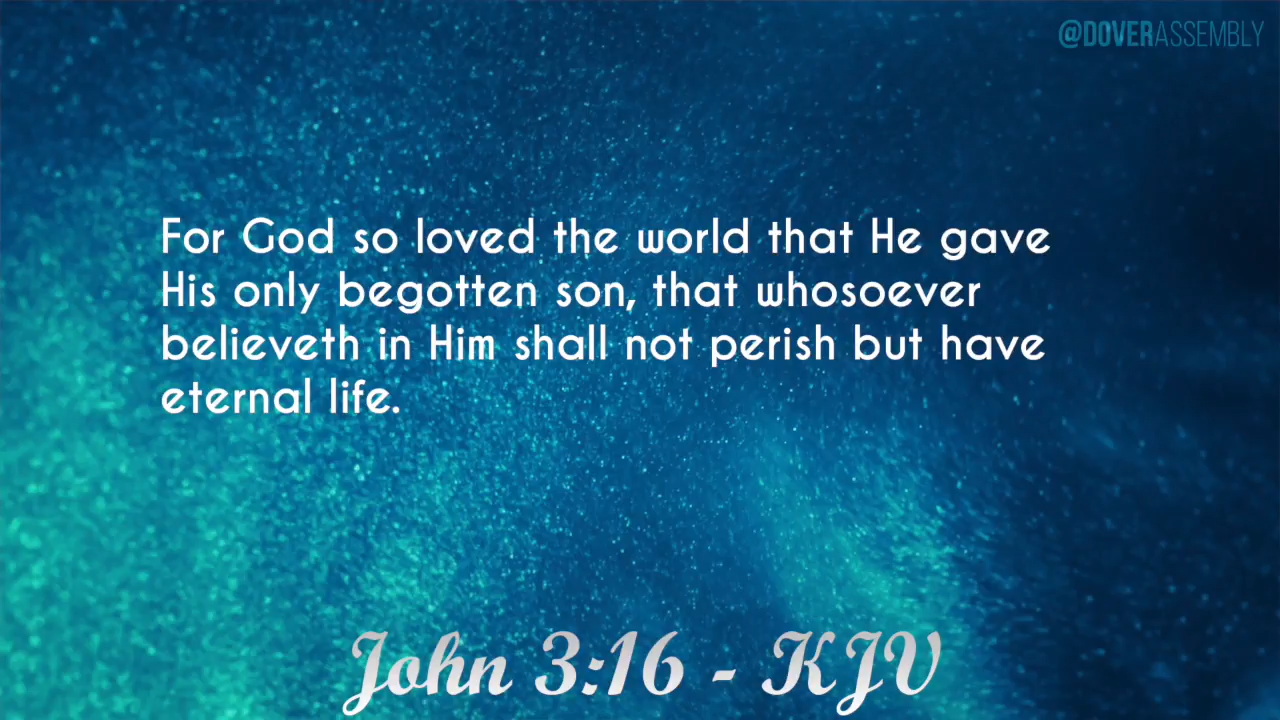 @DOVERASSEMBLY
For God so loved the world that He gave
His only begotten son, that whosoever
believeth in Him shall not perish but have
eternal life.
John 3:16 - KJV